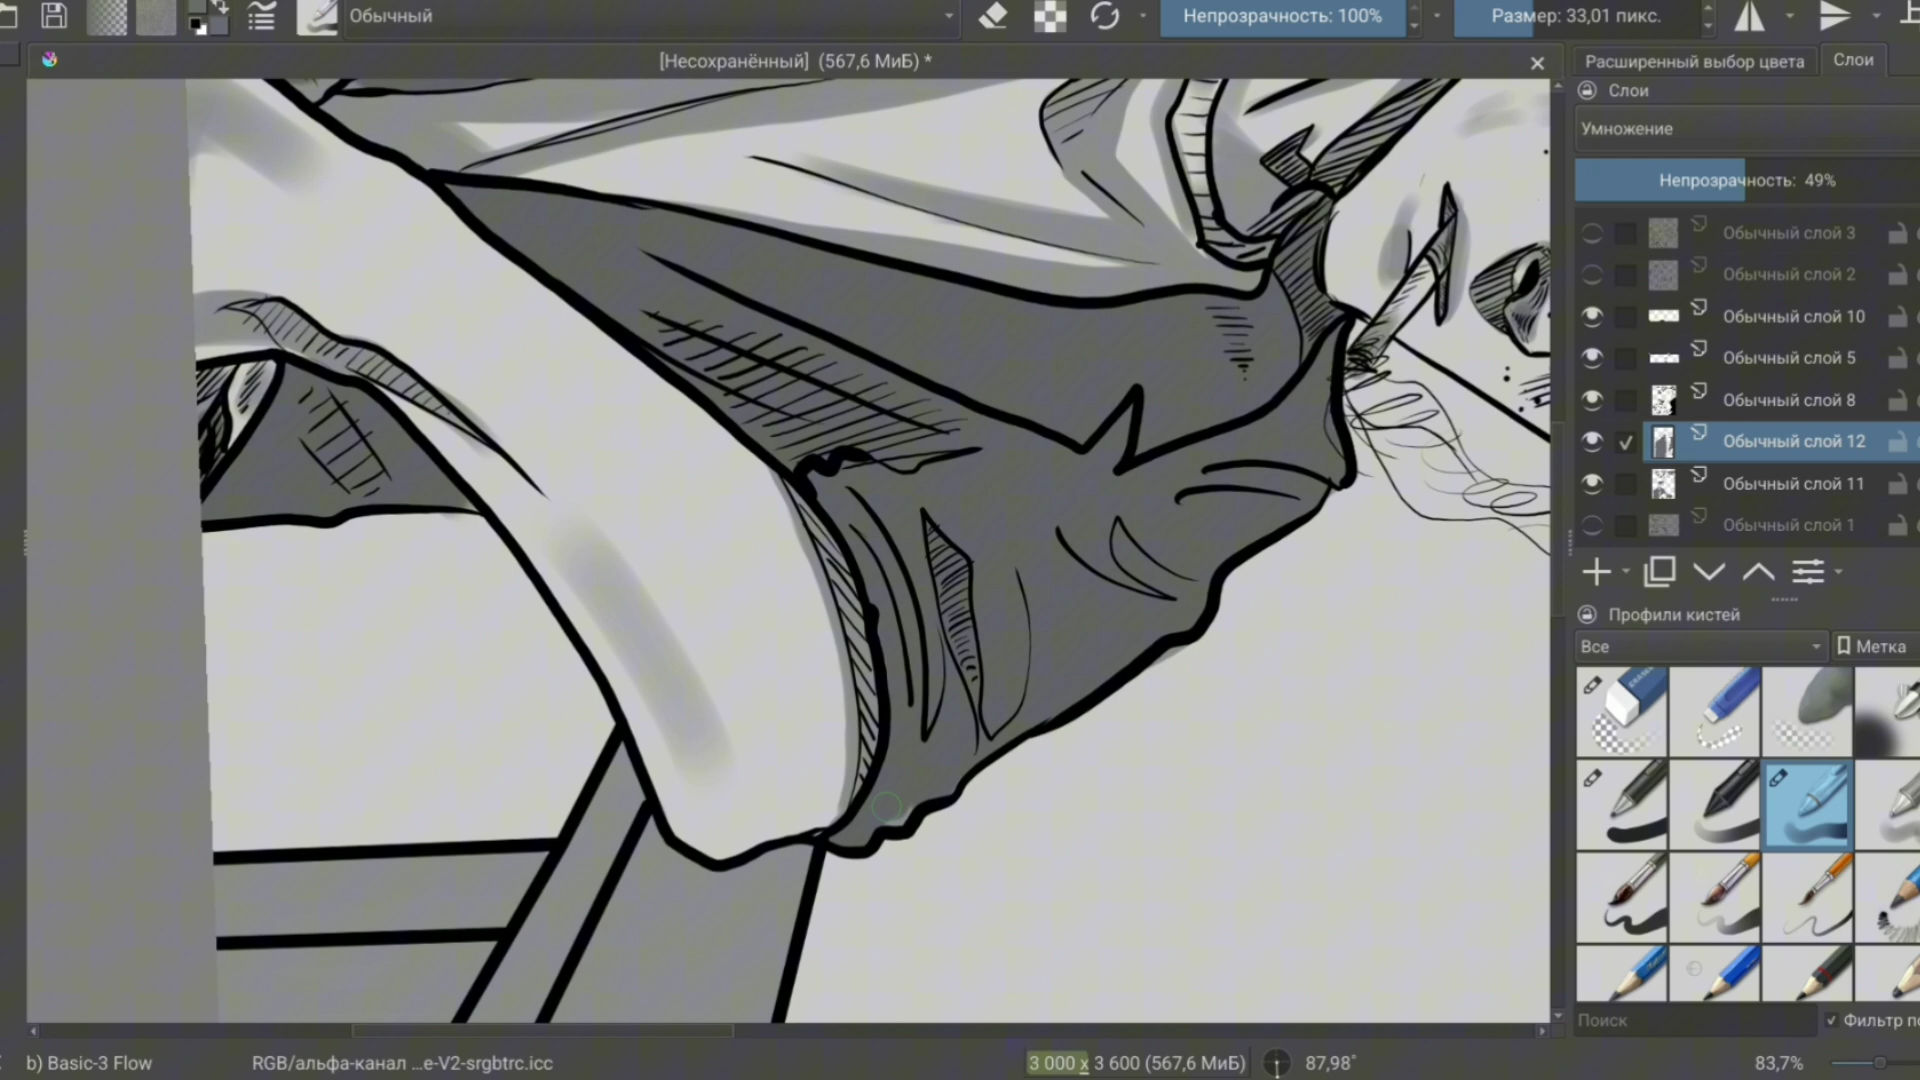 Обычный
Непрозрачность: 100%
Размер: 33,01 пикс.
[Несохранённый] (567,6 МиБ) *
Расширенный выбор цвета
Слои
Слои
Умножение
Непрозрачность: 49%
Обычный слой 3
Обычный слой 2
Обычный слой 10
Обычный слой 5
Обычный слой 8
Обычный слой 12
Обычный слой 11
Обычный слой 1
Профили кистей
Все
Метка
Поиск
Фильтр по
b) Basic-3 Flow
RGB/альфа-канал ...e-V2-srgbtrc.icc
3 000 x 3 600 (567,6 МиБ)
87,98°
83,7%